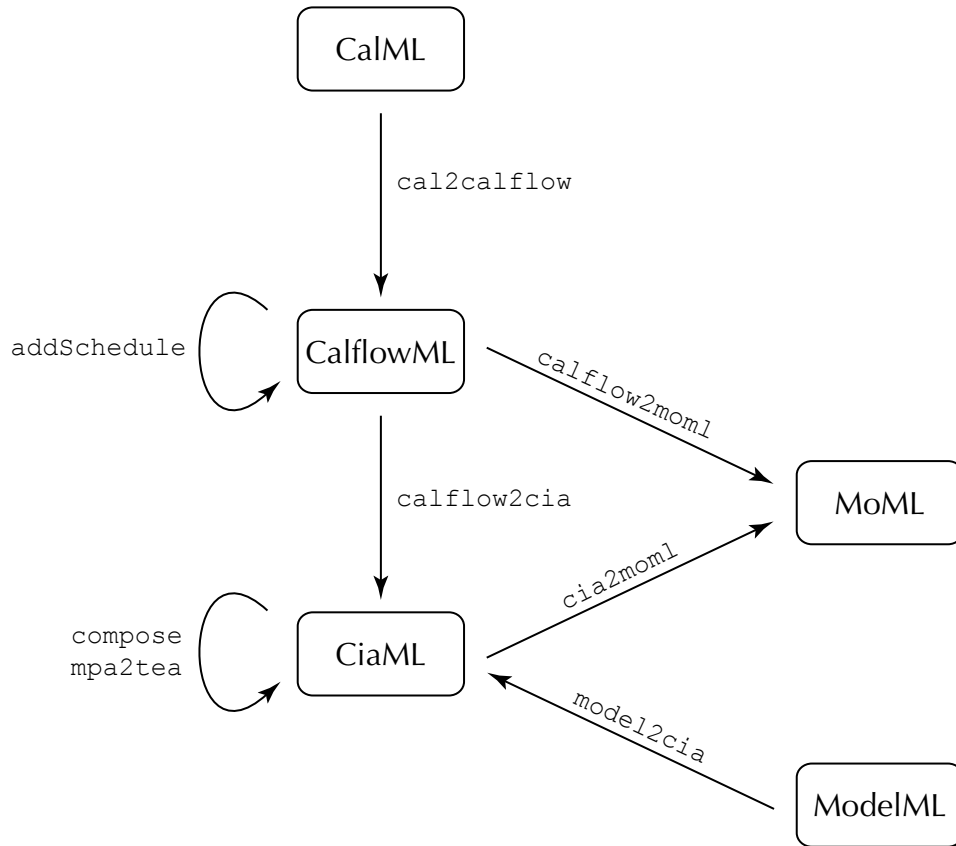 CalML
cal2calflow
addSchedule
CalflowML
calflow2moml
MoML
calflow2cia
cia2moml
compose
mpa2tea
CiaML
model2cia
ModelML